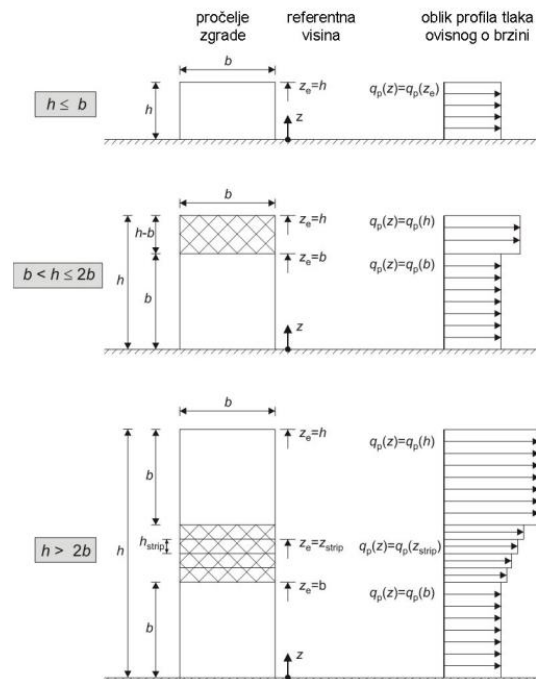 pročelje zgrade
referentna visina
oblik profila tlaka ovisnog o brzini
h ≤ b
b
h
z_e=h
z
q_p(z)=q_p(z_e)
b < h ≤ 2b
b
h
h-b
b
z_e=h
z_e=b
z
q_p(z)=q_p(h)
q_p(z)=q_p(b)
h > 2b
b
h
b
h_strip
b
z_e=h
z_e=z_strip
z_e=b
z
q_p(z)=q_p(h)
q_p(z)=q_p(z_strip)
q_p(z)=q_p(b)